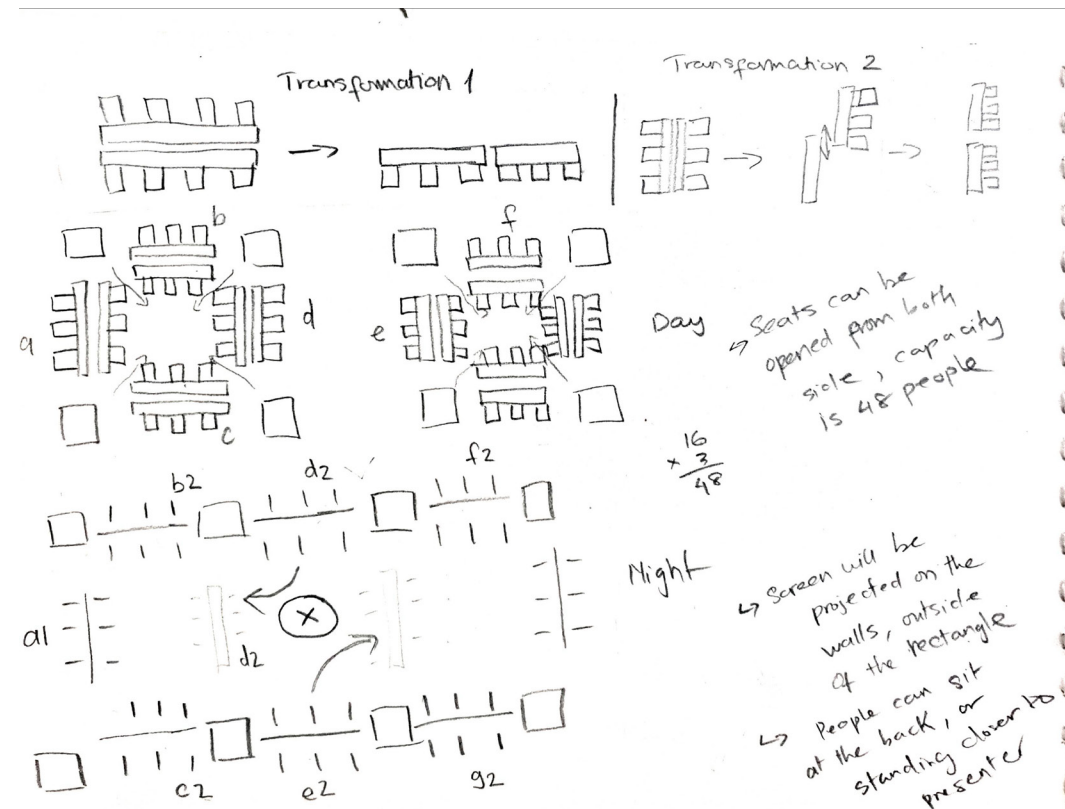 Transformation 1
Transformation 2
b
f
a
d
e
c
Day
↳ Seats can be
opened from both
side, capacity
is 48 people
16
× 3
48
b2
d2
f2
Night
↳ Screen will be
projected on the
walls, outside
of the rectangle
a1
d2
X
↳ People can sit
at the back, or
standing closer to
presenter
c2
e2
g2